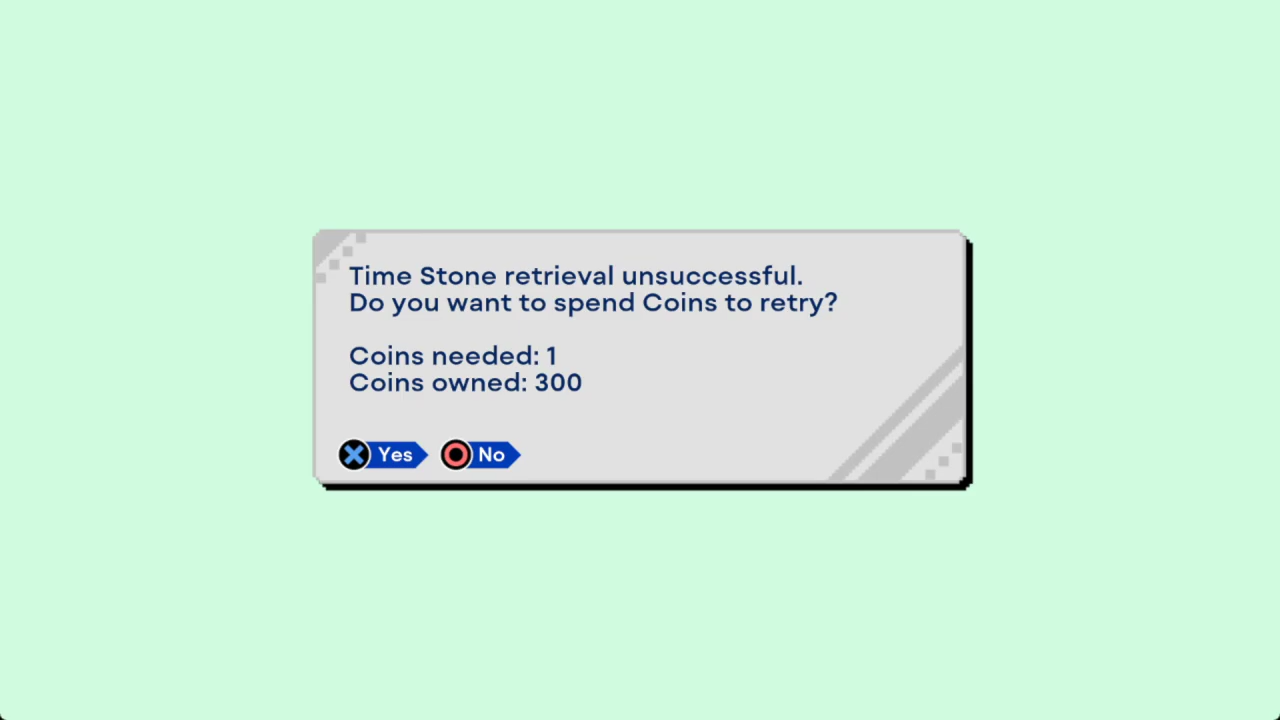 Time Stone retrieval unsuccessful.
Do you want to spend Coins to retry?
Coins needed: 1
Coins owned: 300
Yes No